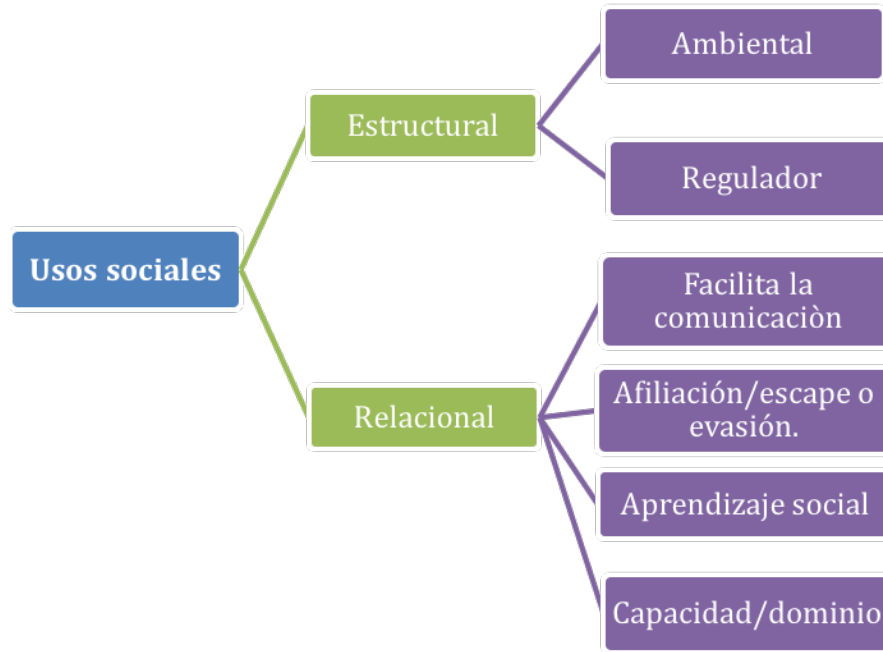 Usos sociales
Estructural
Ambiental
Regulador
Relacional
Facilita la
comunicaciòn
Afiliación/escape o
evasión.
Aprendizaje social
Capacidad/dominio